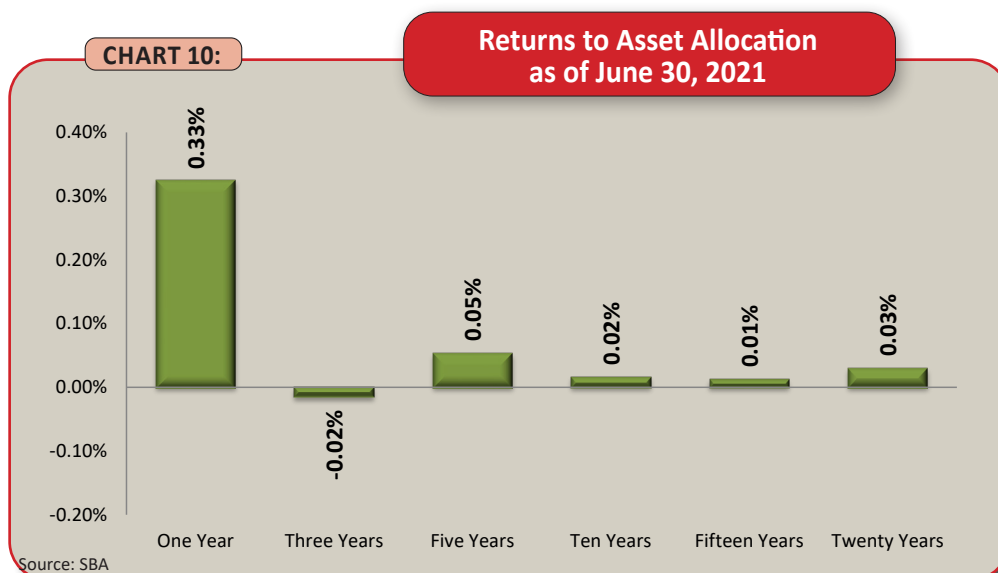 CHART 10:
Returns to Asset Allocation
as of June 30, 2021
0.40%
0.30%
0.20%
0.10%
0.00%
-0.10%
-0.20%
0.33%
-0.02%
0.05%
0.02%
0.01%
0.03%
One Year
Three Years
Five Years
Ten Years
Fifteen Years
Twenty Years
Source: SBA